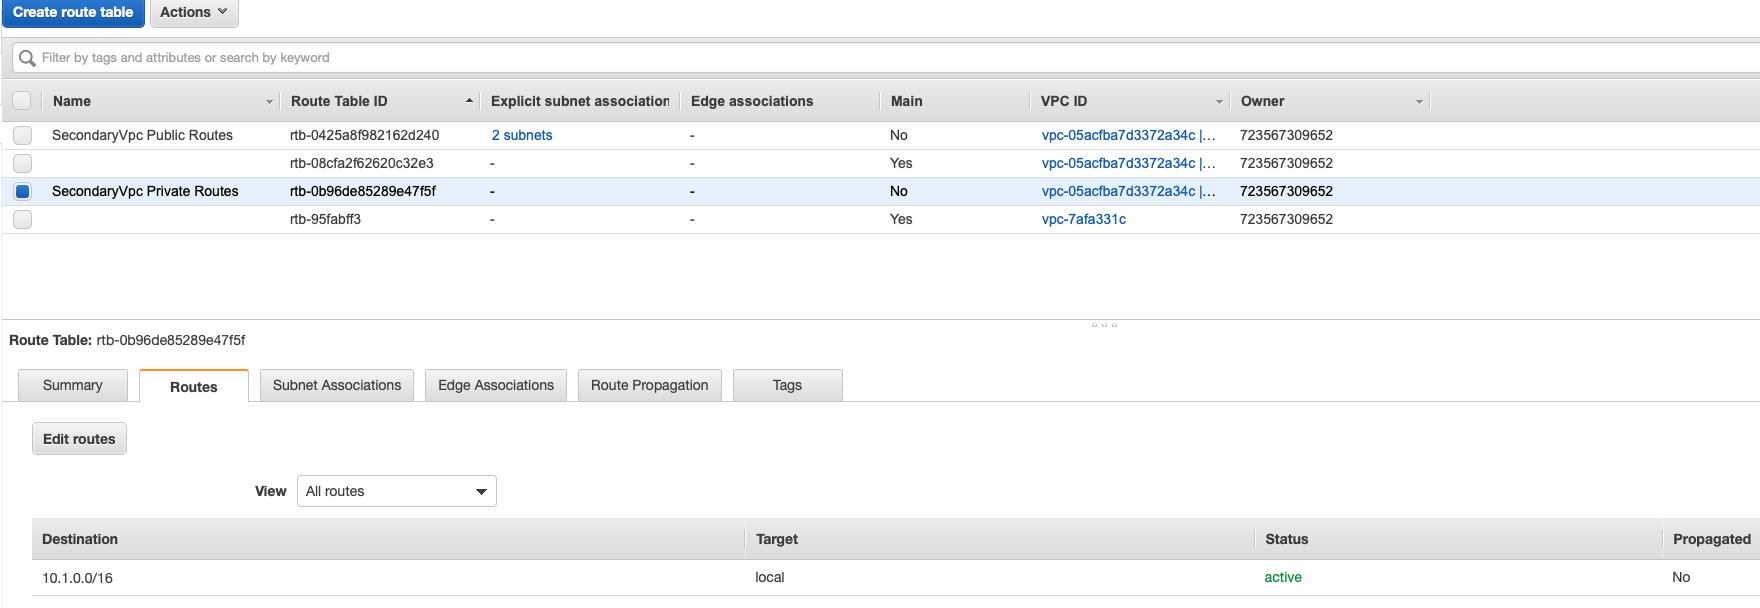 Create route table Actions
Filter by tags and attributes or search by keyword
Name Route Table ID Explicit subnet association Edge associations Main VPC ID Owner
SecondaryVpc Public Routes rtb-0425a8f982162d240 2 subnets - No vpc-05acfba7d3372a34c |... 723567309652
rtb-08cfa2f62620c32e3 - - Yes vpc-05acfba7d3372a34c |... 723567309652
SecondaryVpc Private Routes rtb-0b96de85289e47f5f - - No vpc-05acfba7d3372a34c |... 723567309652
rtb-95fabff3 - - Yes vpc-7afa331c 723567309652
Route Table: rtb-0b96de85289e47f5f
Summary Routes Subnet Associations Edge Associations Route Propagation Tags
Edit routes
View All routes
Destination Target Status Propagated
10.1.0.0/16 local active No